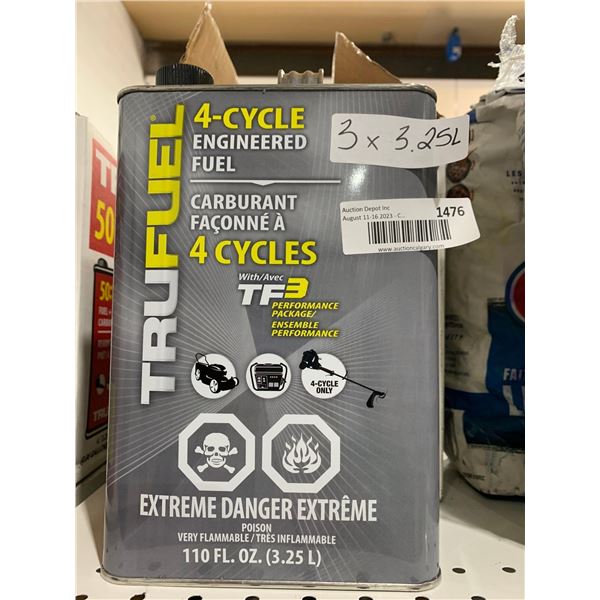 TRUFUEL
4-CYCLE
ENGINEERED
FUEL
CARBURANT
FAÇONNÉ À
4 CYCLES
With/Avec
TF3
PERFORMANCE
PACKAGE/
ENSEMBLE
PERFORMANCE
4-CYCLE
ONLY
EXTREME DANGER EXTRÊME
POISON
VERY FLAMMABLE / TRÈS INFLAMMABLE
110 FL. OZ. (3.25 L)
3 x 3.25L
Auction Depot Inc
August 11-16 2023 - C...
1476
www.auctioncalgary.com
50
LES